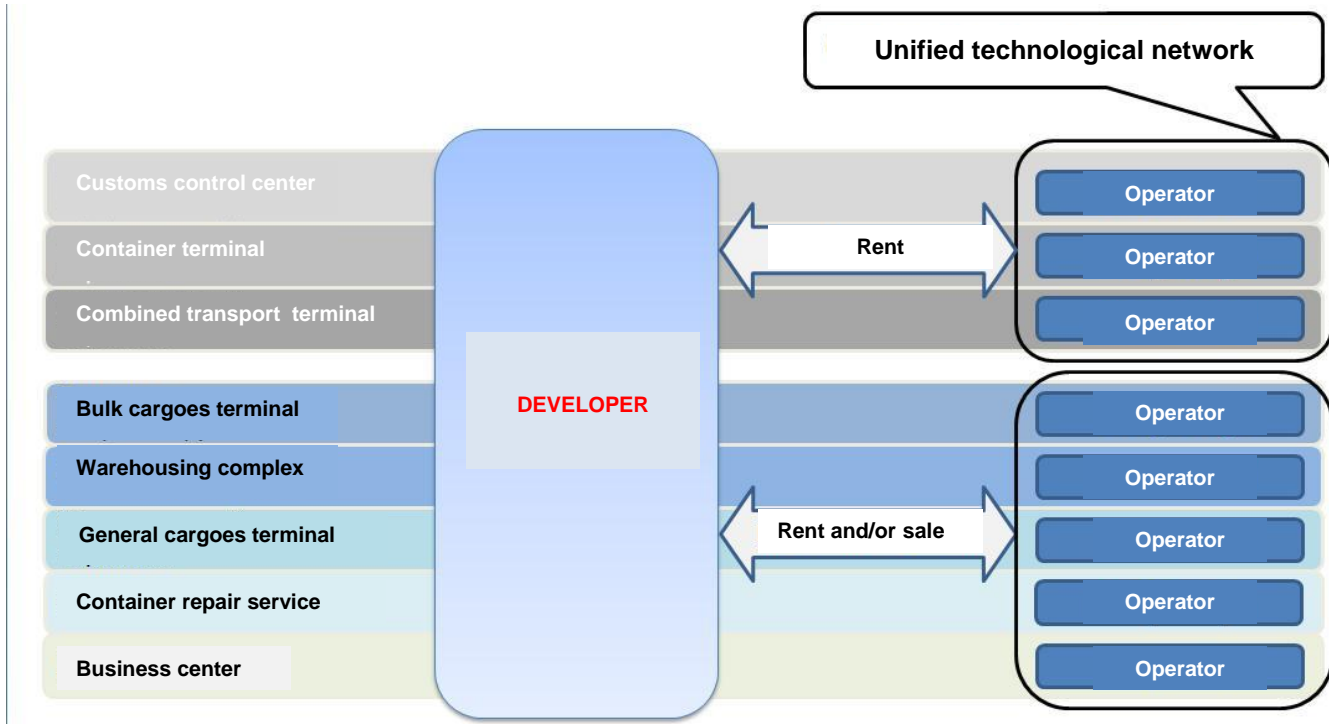 Unified technological network
Customs control center
Operator
Container terminal
Rent
Operator
Combined transport  terminal
Operator
Bulk cargoes terminal
DEVELOPER
Operator
Warehousing complex
Operator
General cargoes terminal
Rent and/or sale
Operator
Container repair service
Operator
Business center
Operator